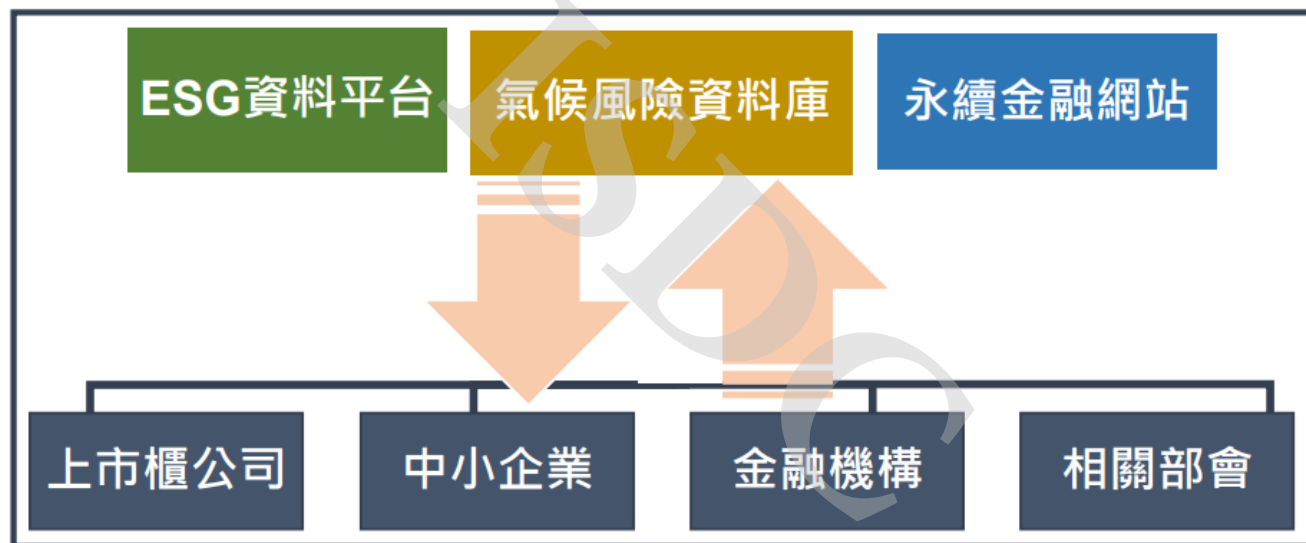 ESG資料平台
氣候風險資料庫
永續金融網站
上市櫃公司
中小企業
金融機構
相關部會
ISDC